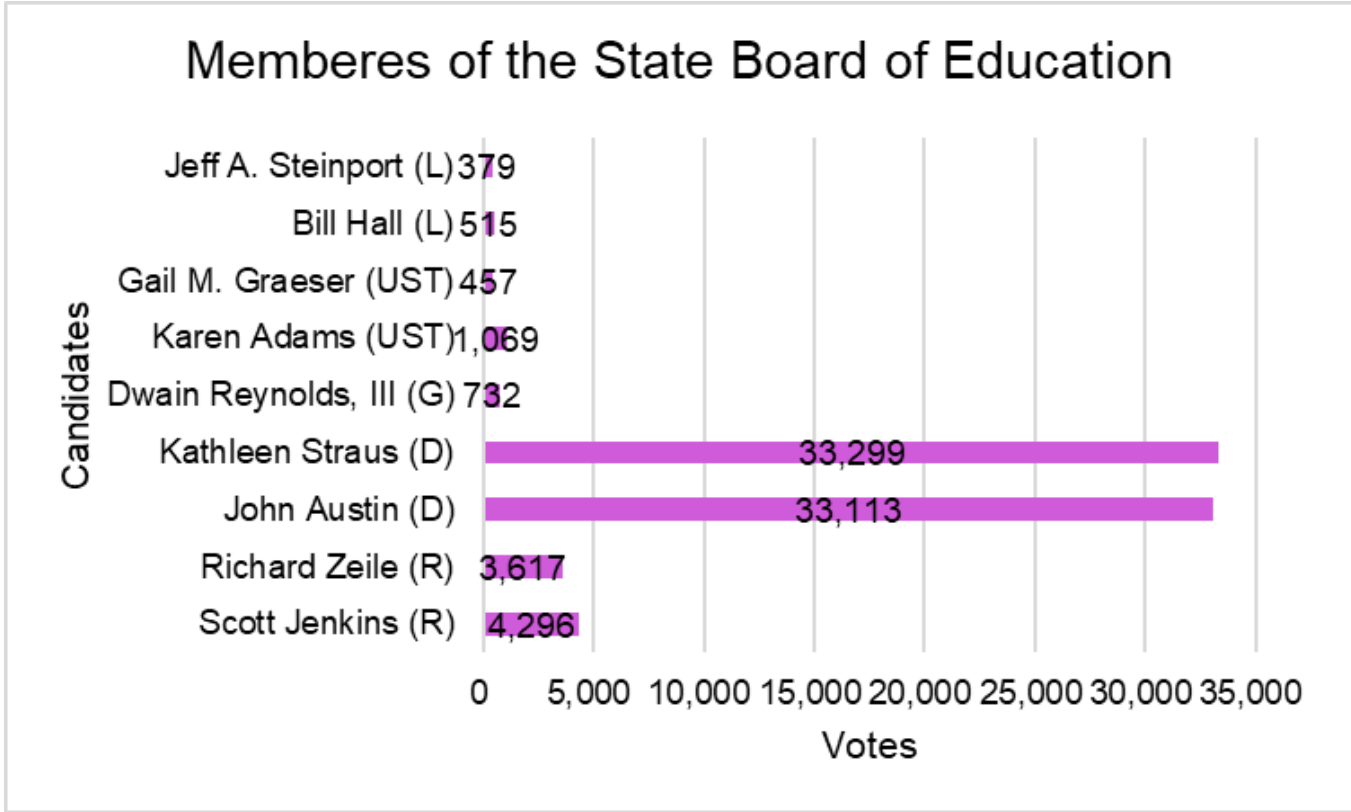 Memberes of the State Board of Education
Candidates
Jeff A. Steinport (L) 379
Bill Hall (L) 515
Gail M. Graeser (UST) 457
Karen Adams (UST) 1,069
Dwain Reynolds, III (G) 732
Kathleen Straus (D) 33,299
John Austin (D) 33,113
Richard Zeile (R) 3,617
Scott Jenkins (R) 4,296
0 5,000 10,000 15,000 20,000 25,000 30,000 35,000
Votes